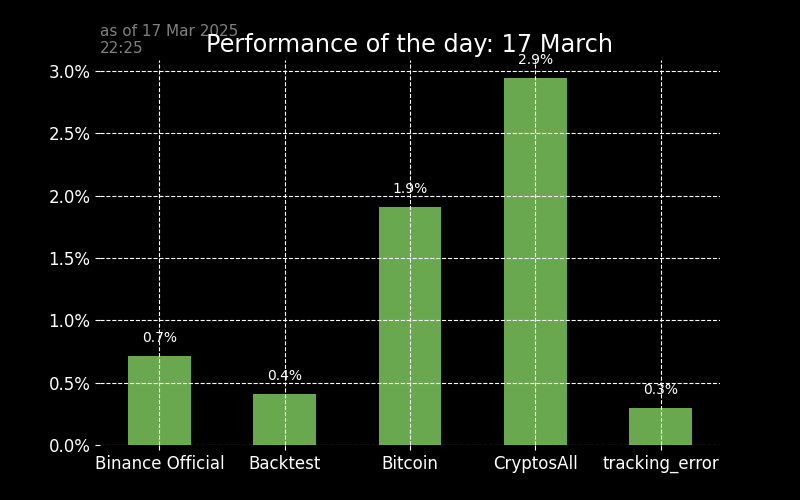 as of 17 Mar 2025
22:25
Performance of the day: 17 March
3.0%
2.5%
2.0%
1.5%
1.0%
0.5%
0.0%
0.7%
0.4%
1.9%
2.9%
0.3%
Binance Official
Backtest
Bitcoin
CryptosAll
tracking_error